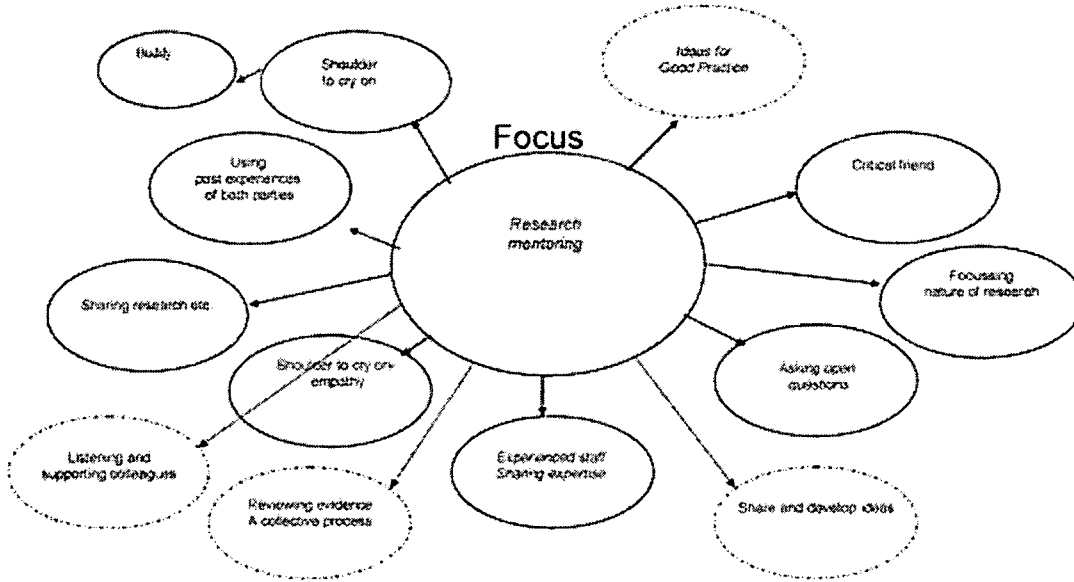 Buddy
Shoulder
to cry on
Ideas for
Good Practice
Focus
Using
past experiences
of both parties
Critical friend
Research
mentoring
Sharing research etc
Focussing
nature of research
Shoulder to cry on-
empathy
Asking open
questions
Listening and
supporting colleagues
Experienced staff
Sharing expertise
Reviewing evidence
A collective process
Share and develop ideas